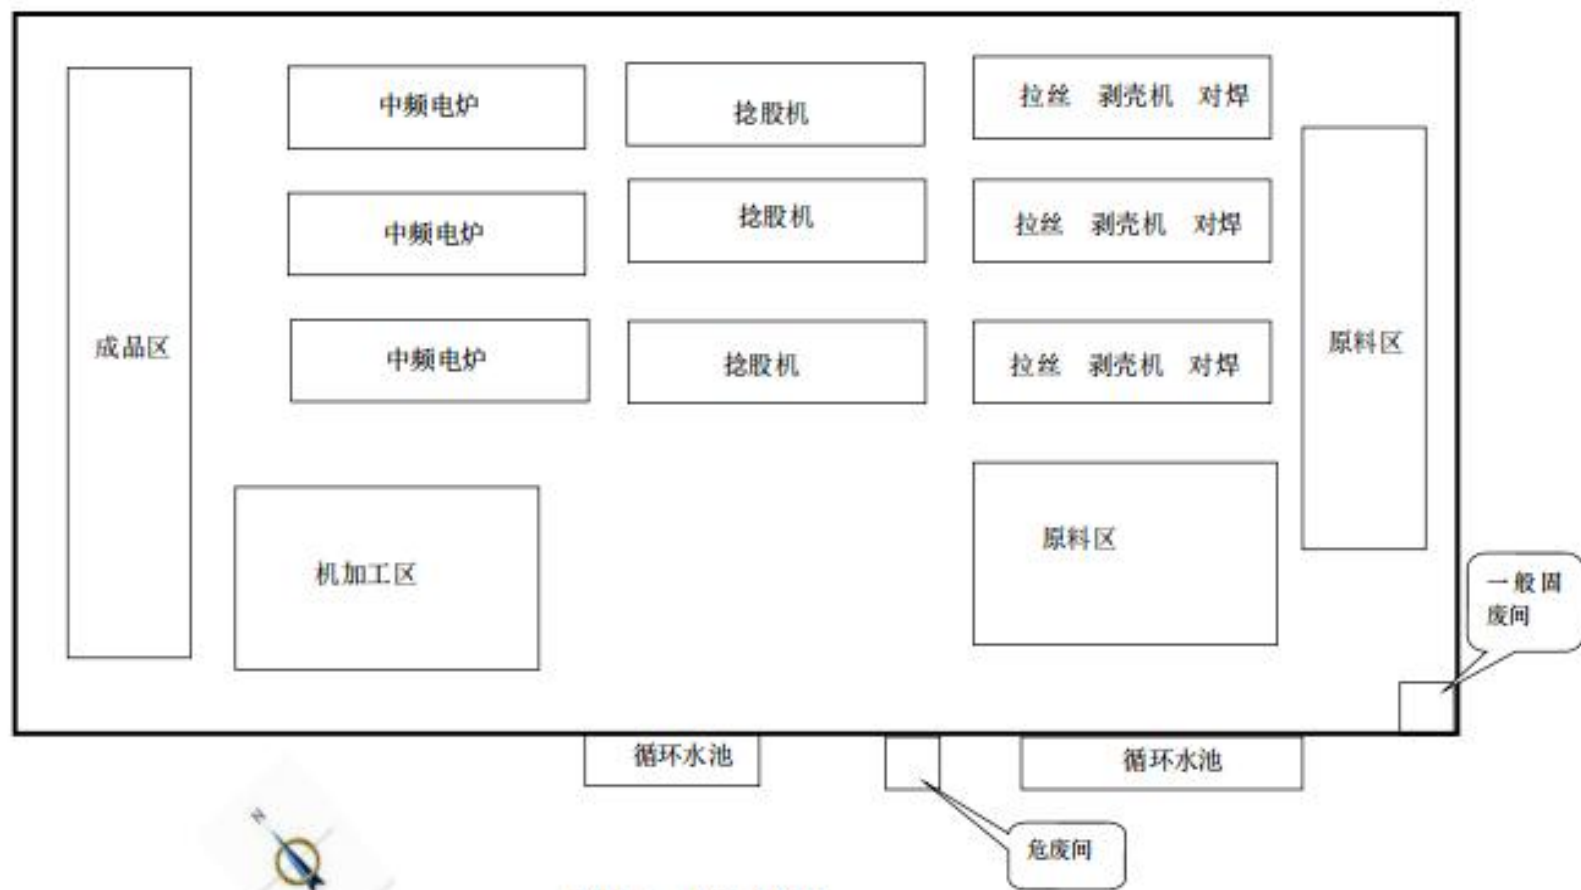 中频电炉
捻股机
拉丝 剥壳机 对焊
中频电炉
捻股机
拉丝 剥壳机 对焊
成品区
中频电炉
捻股机
拉丝 剥壳机 对焊
原料区
机加工区
原料区
一般固
废间
循环水池
循环水池
危废间
N